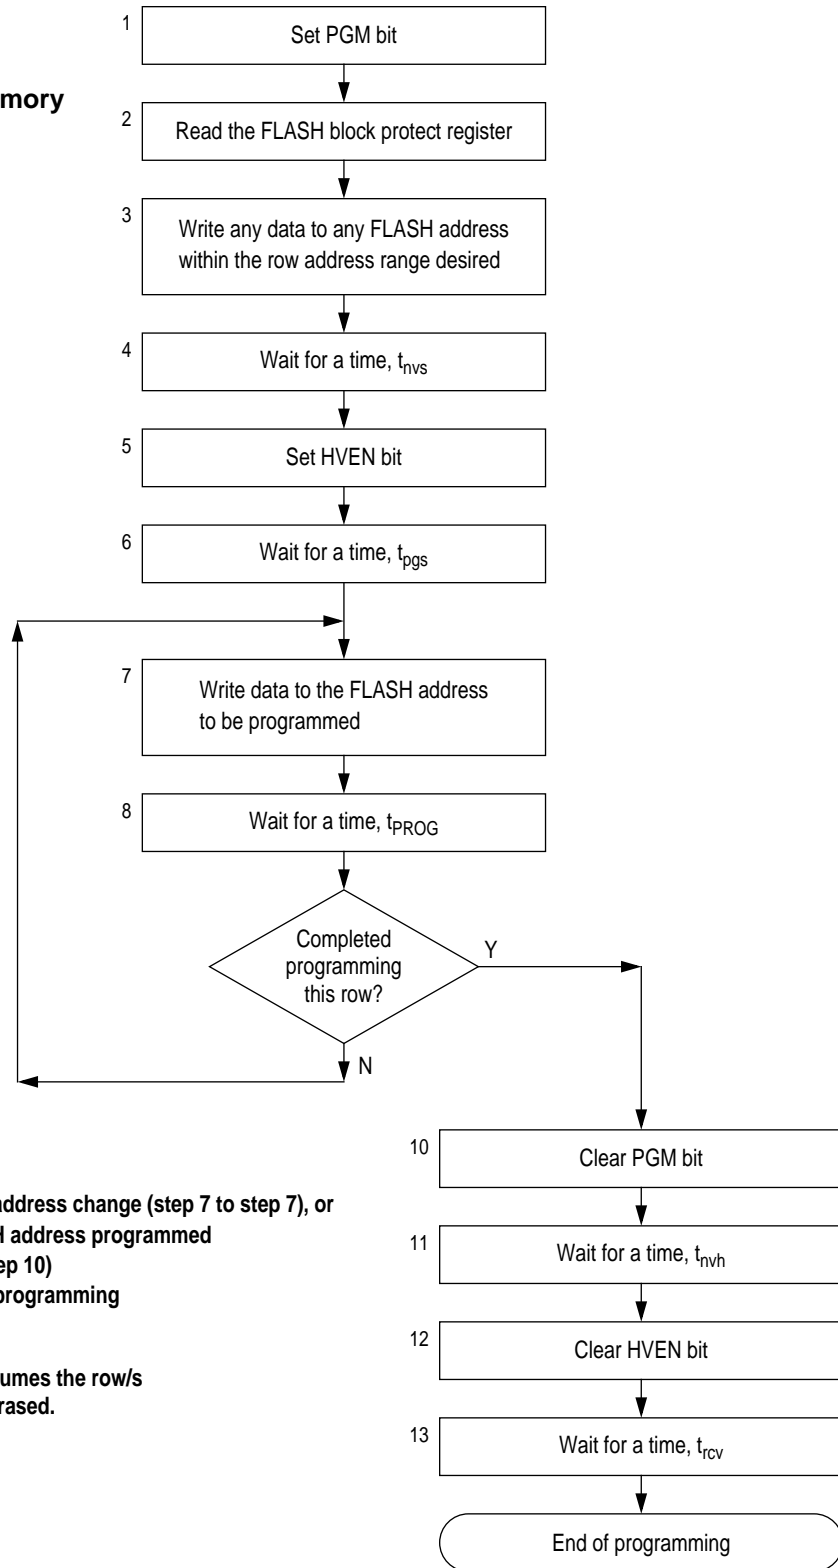 1
Set PGM bit
mory
2
Read the FLASH block protect register
3
Write any data to any FLASH address
within the row address range desired
4
Wait for a time, tnvs
5
Set HVEN bit
6
Wait for a time, tpgs
7
Write data to the FLASH address
to be programmed
8
Wait for a time, tPROG
Completed
programming
this row?
Y
N
10
Clear PGM bit
address change (step 7 to step 7), or
H address programmed
ep 10)
programming
11
Wait for a time, tnvh
12
Clear HVEN bit
umes the row/s
rased.
13
Wait for a time, trcv
End of programming